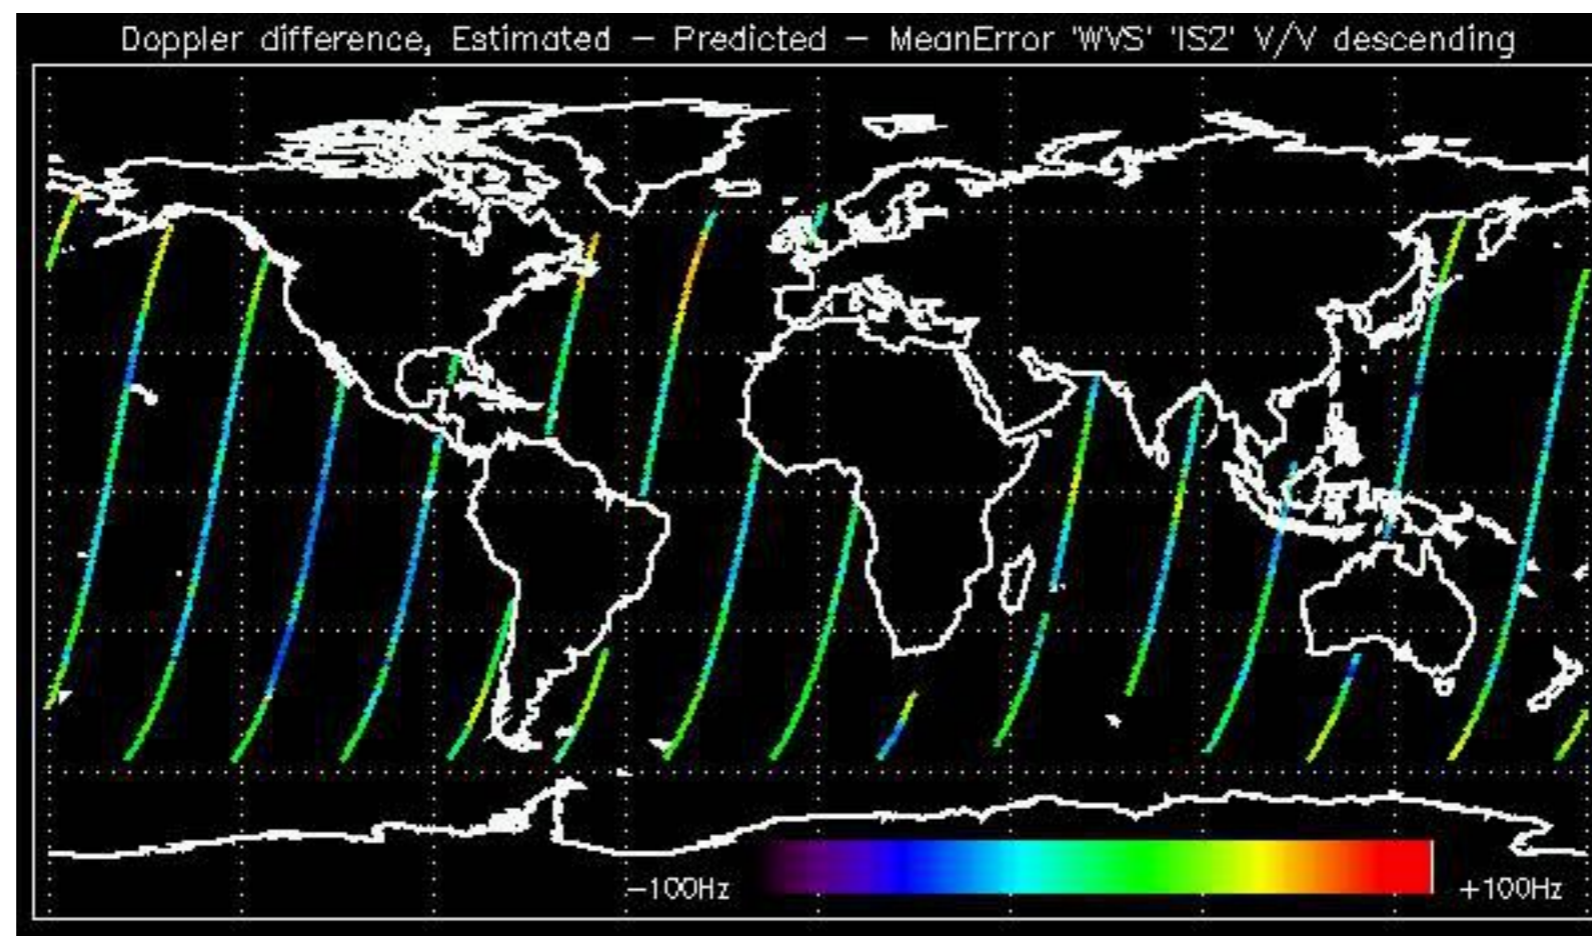 Doppler difference, Estimated – Predicted – MeanError 'WVS' 'IS2' V/V descending
–100Hz
+100Hz